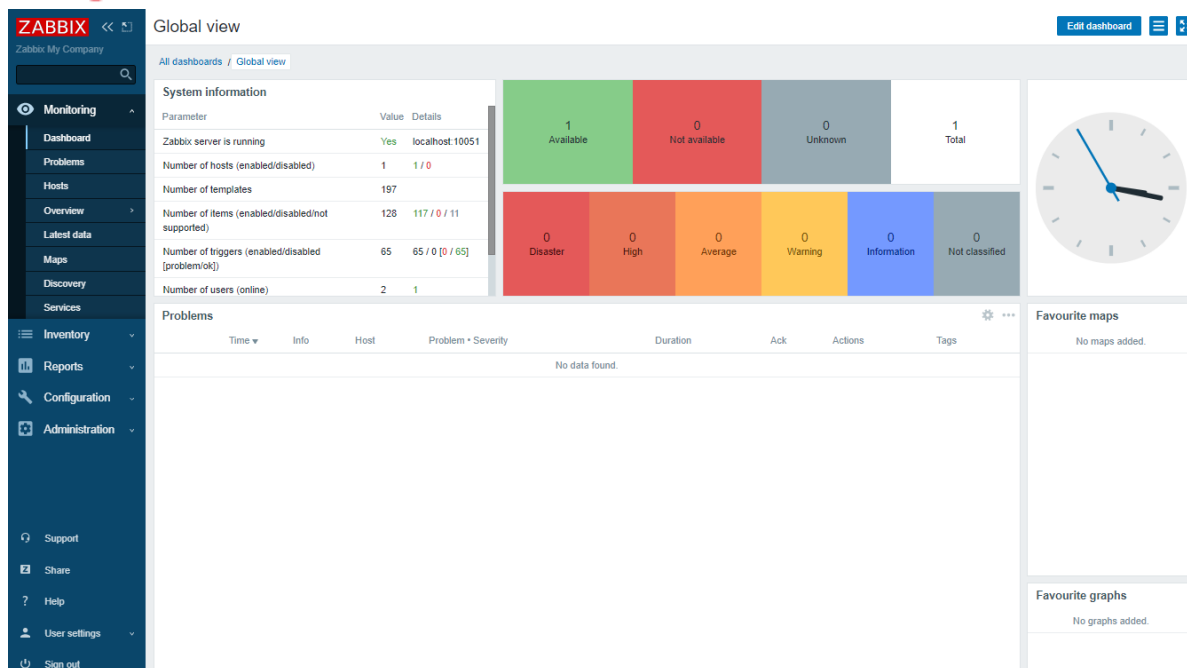 ZABBIX
Zabbix My Company
Monitoring
Dashboard
Problems
Hosts
Overview
Latest data
Maps
Discovery
Services
Inventory
Reports
Configuration
Administration
Support
Share
Help
User settings
Sign out
Global view
Edit dashboard
All dashboards / Global view
System information
Parameter Value Details
Zabbix server is running Yes localhost:10051
Number of hosts (enabled/disabled) 1 1 / 0
Number of templates 197
Number of items (enabled/disabled/not 128 117 / 0 / 11
supported)
Number of triggers (enabled/disabled 65 65 / 0 [0 / 65]
[problem/ok])
Number of users (online) 2 1
1 0 0 1
Available Not available Unknown Total
0 0 0 0 0 0
Disaster High Average Warning Information Not classified
Problems
Time Info Host Problem • Severity Duration Ack Actions Tags
No data found.
Favourite maps
No maps added.
Favourite graphs
No graphs added.